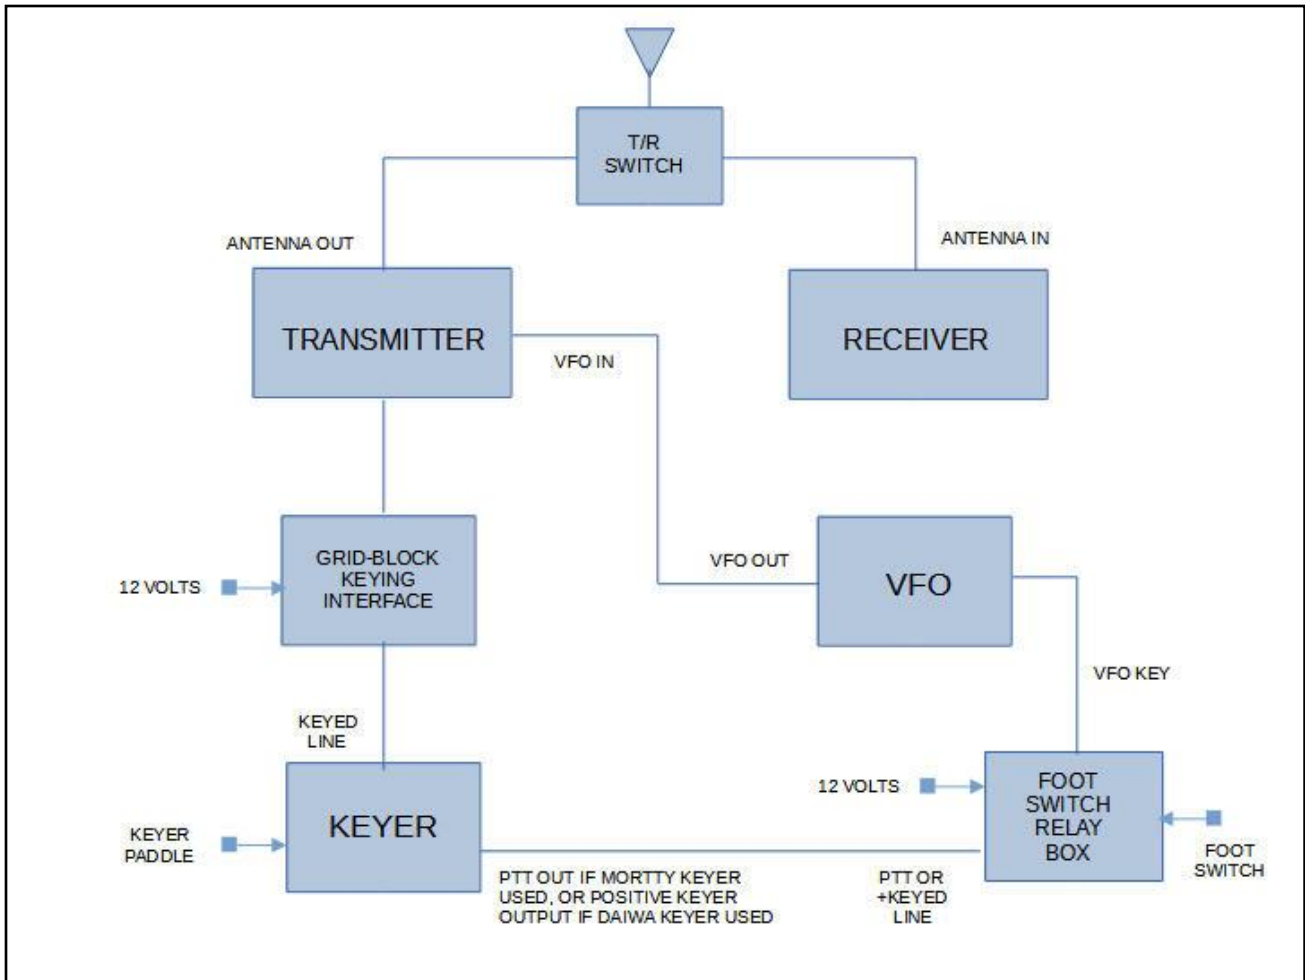 T/R
SWITCH
ANTENNA OUT
ANTENNA IN
TRANSMITTER
RECEIVER
VFO IN
GRID-BLOCK
KEYING
INTERFACE
12 VOLTS
VFO OUT
VFO
VFO KEY
KEYED
LINE
KEYER
KEYER
PADDLE
12 VOLTS
FOOT
SWITCH
RELAY
BOX
FOOT
SWITCH
PTT OUT IF MORTTY KEYER
USED, OR POSITIVE KEYER
OUTPUT IF DAIWA KEYER USED
PTT OR
+KEYED
LINE